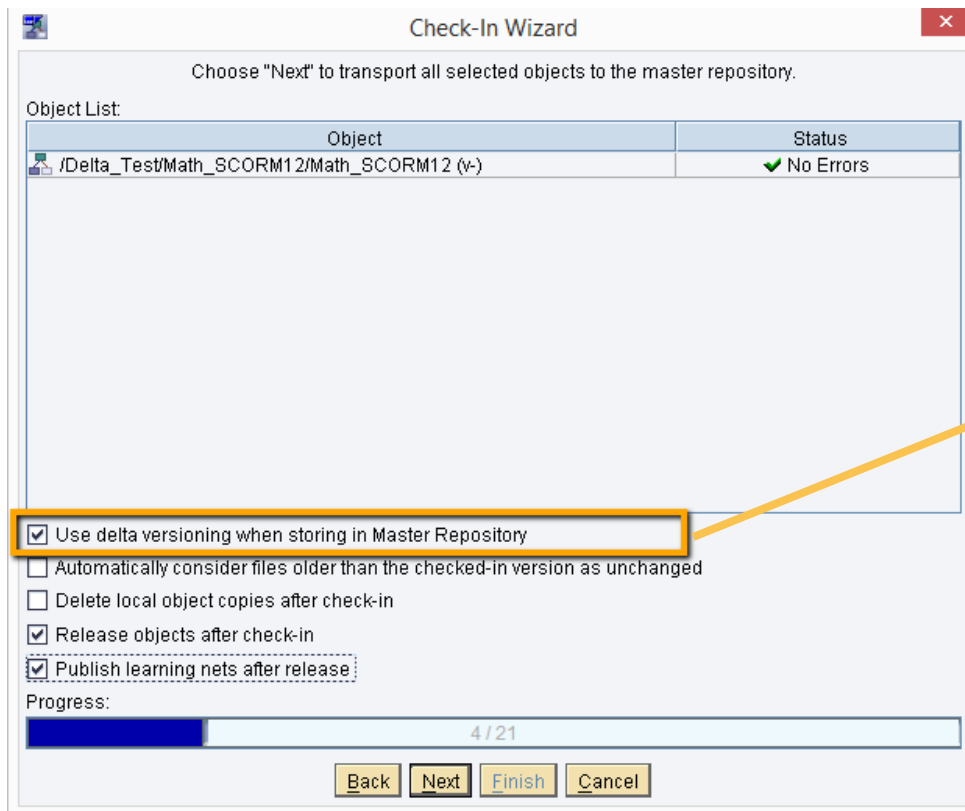 Check-In Wizard
Choose "Next" to transport all selected objects to the master repository.
Object List:
Object Status
/Delta_Test/Math_SCORM12/Math_SCORM12 (v-) No Errors
Use delta versioning when storing in Master Repository
Automatically consider files older than the checked-in version as unchanged
Delete local object copies after check-in
Release objects after check-in
Publish learning nets after release
Progress:
4 / 21
Back Next Finish Cancel